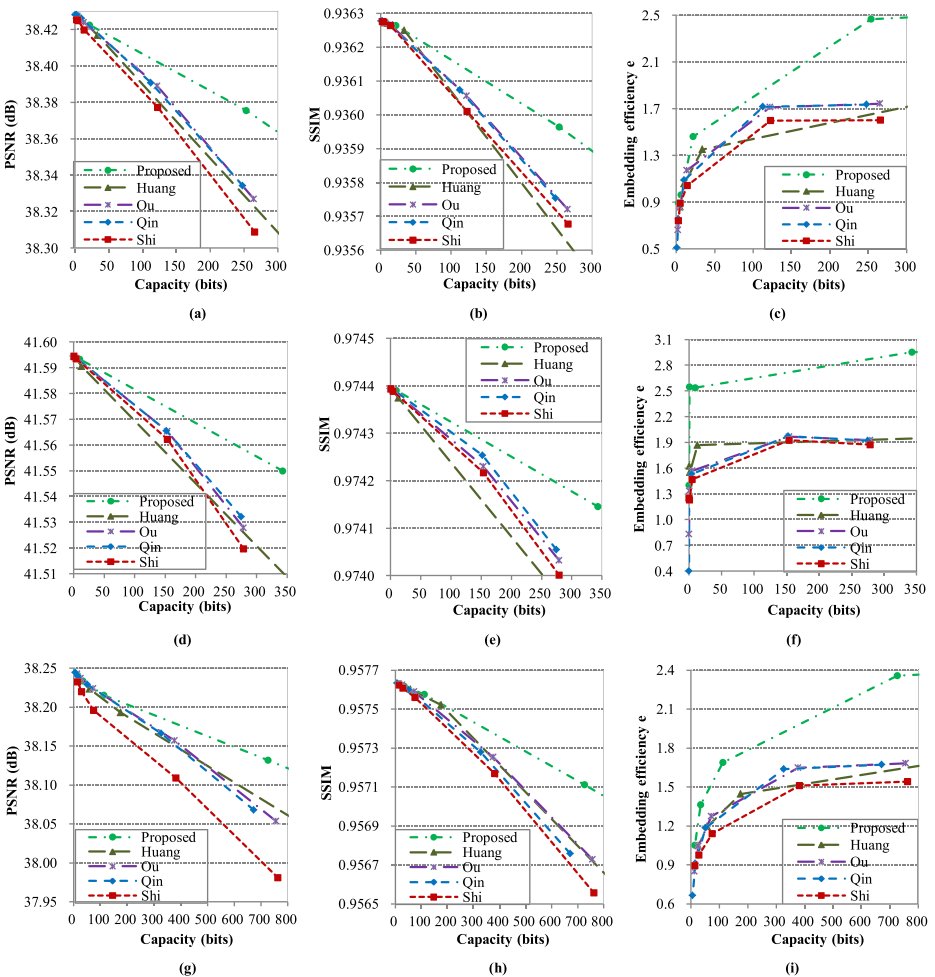 PSNR (dB)
38.42
38.40
38.38
38.36
38.34
38.32
38.30
0 50 100 150 200 250 300
Capacity (bits)
Proposed
Huang
Ou
Qin
Shi
(a)
SSIM
0.9363
0.9362
0.9361
0.9360
0.9359
0.9358
0.9357
0.9356
0 50 100 150 200 250 300
Capacity (bits)
Proposed
Huang
Ou
Qin
Shi
(b)
Embedding efficiency e
2.5
2.1
1.7
1.3
0.9
0.5
0 50 100 150 200 250 300
Capacity (bits)
Proposed
Huang
Ou
Qin
Shi
(c)
PSNR (dB)
41.60
41.59
41.58
41.57
41.56
41.55
41.54
41.53
41.52
41.51
0 50 100 150 200 250 300 350
Capacity (bits)
Proposed
Huang
Ou
Qin
Shi
(d)
SSIM
0.9745
0.9744
0.9743
0.9742
0.9741
0.9740
0 50 100 150 200 250 300 350
Capacity (bits)
Proposed
Huang
Ou
Qin
Shi
(e)
Embedding efficiency e
3.1
2.8
2.5
2.2
1.9
1.6
1.3
1.0
0.7
0.4
0 50 100 150 200 250 300 350
Capacity (bits)
Proposed
Huang
Ou
Qin
Shi
(f)
PSNR (dB)
38.25
38.20
38.15
38.10
38.05
38.00
37.95
0 100 200 300 400 500 600 700 800
Capacity (bits)
Proposed
Huang
Ou
Qin
Shi
(g)
SSIM
0.9577
0.9575
0.9573
0.9571
0.9569
0.9567
0.9565
0 100 200 300 400 500 600 700 800
Capacity (bits)
Proposed
Huang
Ou
Qin
Shi
(h)
Embedding efficiency e
2.4
2.1
1.8
1.5
1.2
0.9
0.6
0 100 200 300 400 500 600 700 800
Capacity (bits)
Proposed
Huang
Ou
Qin
Shi
(i)